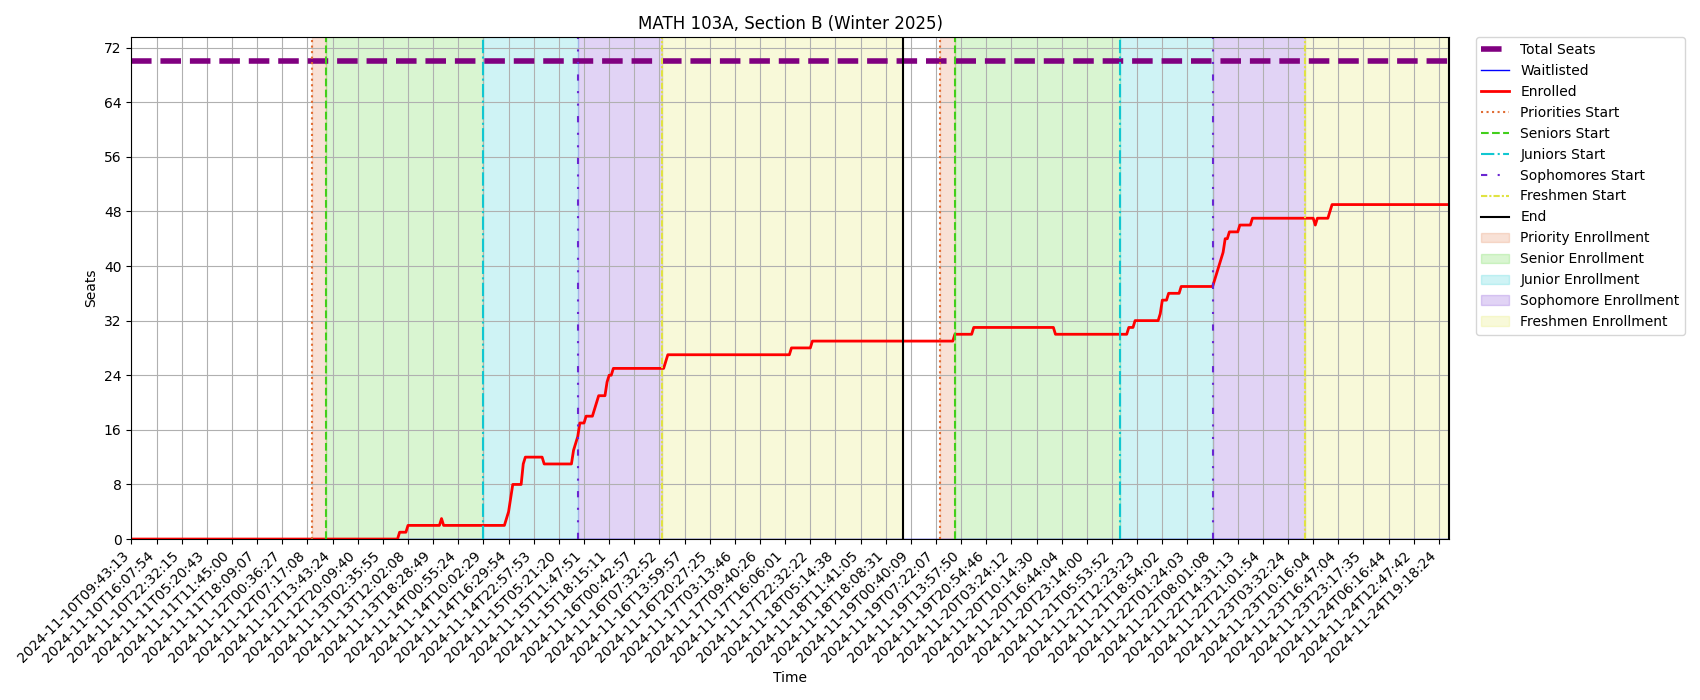 MATH 103A, Section B (Winter 2025)
72
64
56
48
40
32
24
16
8
0
Seats
2024-11-10T09:43:13
2024-11-10T16:07:54
2024-11-10T22:32:15
2024-11-11T05:20:43
2024-11-11T11:45:00
2024-11-11T18:09:07
2024-11-12T00:36:27
2024-11-12T07:17:08
2024-11-12T13:43:24
2024-11-12T20:09:40
2024-11-13T02:35:55
2024-11-13T12:02:08
2024-11-13T18:28:49
2024-11-14T00:55:24
2024-11-14T10:02:29
2024-11-14T16:29:54
2024-11-14T22:57:53
2024-11-15T05:21:20
2024-11-15T11:47:51
2024-11-15T18:15:11
2024-11-16T00:42:57
2024-11-16T07:32:52
2024-11-16T13:59:57
2024-11-16T20:27:25
2024-11-17T03:13:46
2024-11-17T09:40:26
2024-11-17T16:06:01
2024-11-17T22:32:22
2024-11-18T05:14:38
2024-11-18T11:41:05
2024-11-18T18:08:31
2024-11-19T00:40:09
2024-11-19T07:22:07
2024-11-19T13:57:50
2024-11-19T20:54:46
2024-11-20T03:24:12
2024-11-20T10:14:30
2024-11-20T16:44:04
2024-11-20T23:14:00
2024-11-21T05:53:52
2024-11-21T12:23:23
2024-11-21T18:54:02
2024-11-22T01:24:03
2024-11-22T08:01:08
2024-11-22T14:31:13
2024-11-22T21:01:54
2024-11-23T03:32:24
2024-11-23T10:16:04
2024-11-23T16:47:04
2024-11-23T23:17:35
2024-11-24T06:16:44
2024-11-24T12:47:42
2024-11-24T19:18:24
Time
Total Seats
Waitlisted
Enrolled
Priorities Start
Seniors Start
Juniors Start
Sophomores Start
Freshmen Start
End
Priority Enrollment
Senior Enrollment
Junior Enrollment
Sophomore Enrollment
Freshmen Enrollment